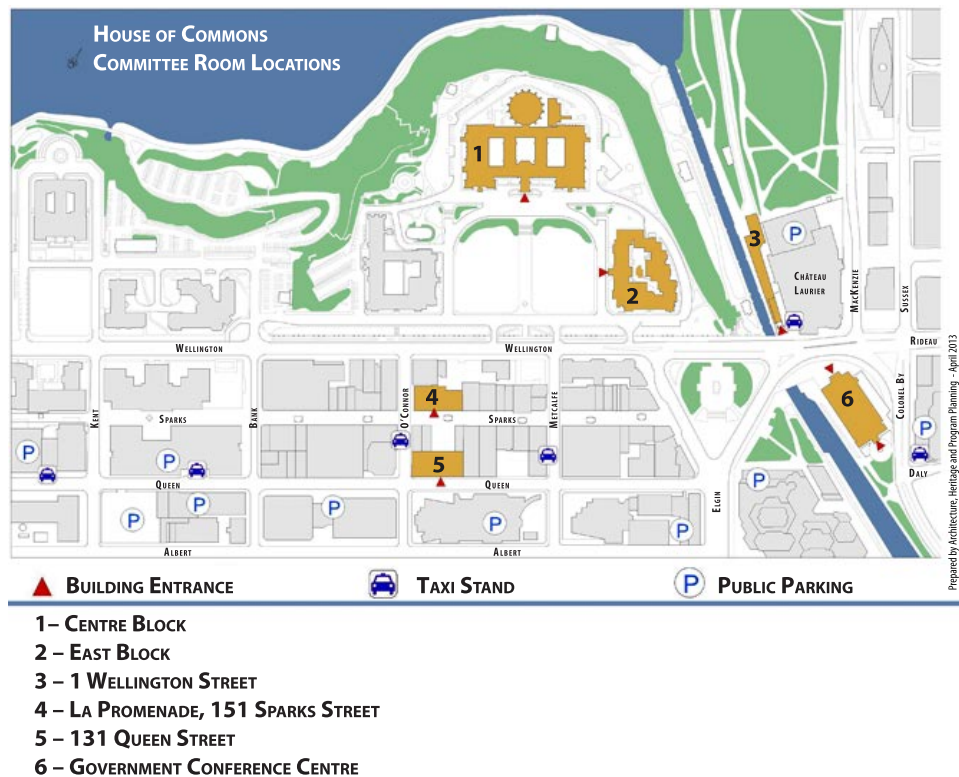 HOUSE OF COMMONS
COMMITTEE ROOM LOCATIONS
1
2
3
P
CHÂTEAU
LAURIER
MACKENZIE
SUSSEX
RIDEAU
WELLINGTON
WELLINGTON
KENT
SPARKS
BANK
O'CONNOR
4
SPARKS
METCALFE
6
COLONEL BY
P
P
P
5
DALY
QUEEN
QUEEN
P
ELGIN
P
P
P
P
P
ALBERT
ALBERT
Prepared by Architecture, Heritage and Program Planning - April 2013
BUILDING ENTRANCE
TAXI STAND
P PUBLIC PARKING
1– CENTRE BLOCK
2 – EAST BLOCK
3 – 1 WELLINGTON STREET
4 – LA PROMENADE, 151 SPARKS STREET
5 – 131 QUEEN STREET
6 – GOVERNMENT CONFERENCE CENTRE